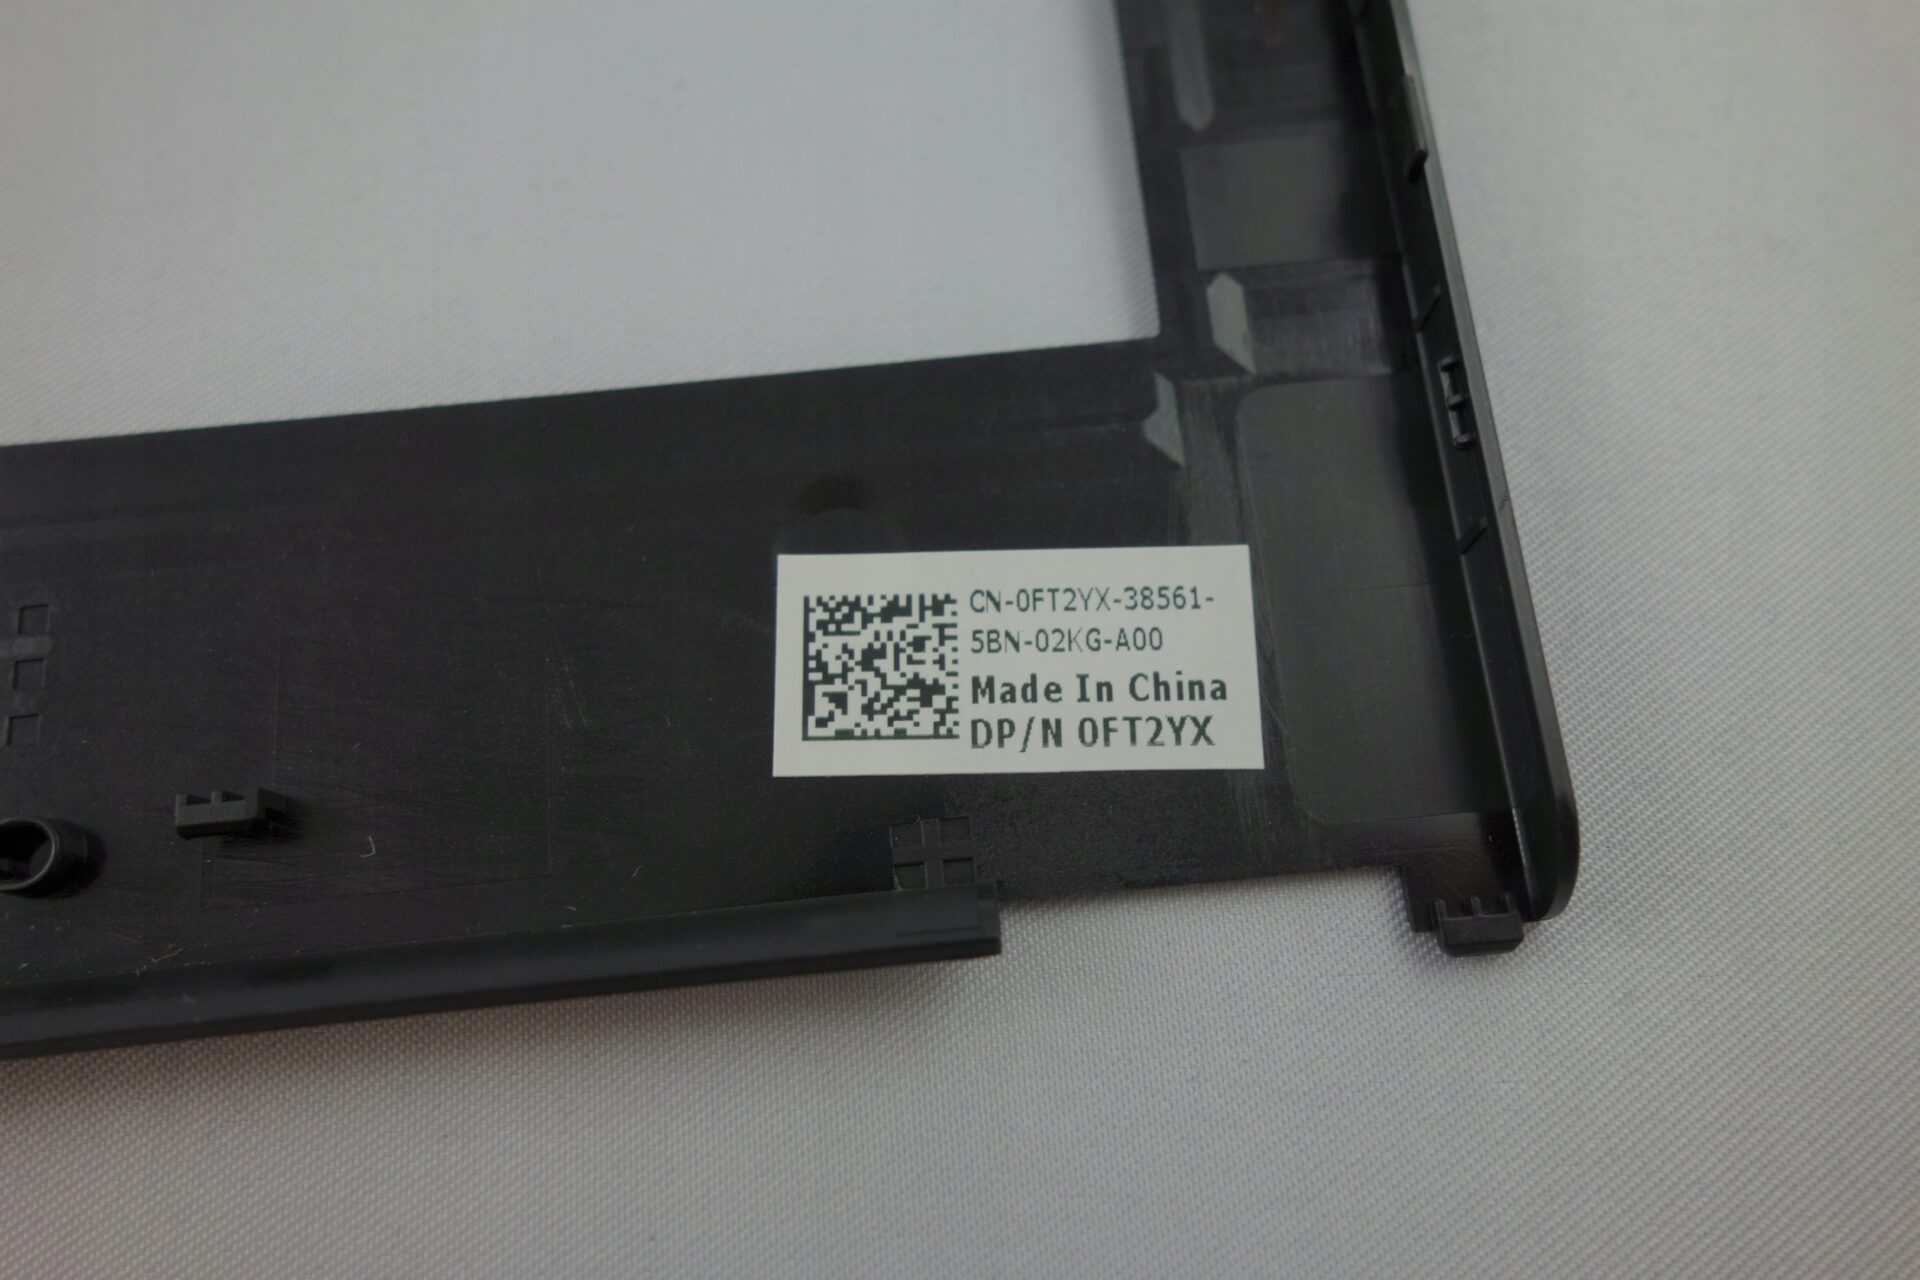 CN-0FT2YX-38561-
5BN-02KG-A00
Made In China
DP/N 0FT2YX